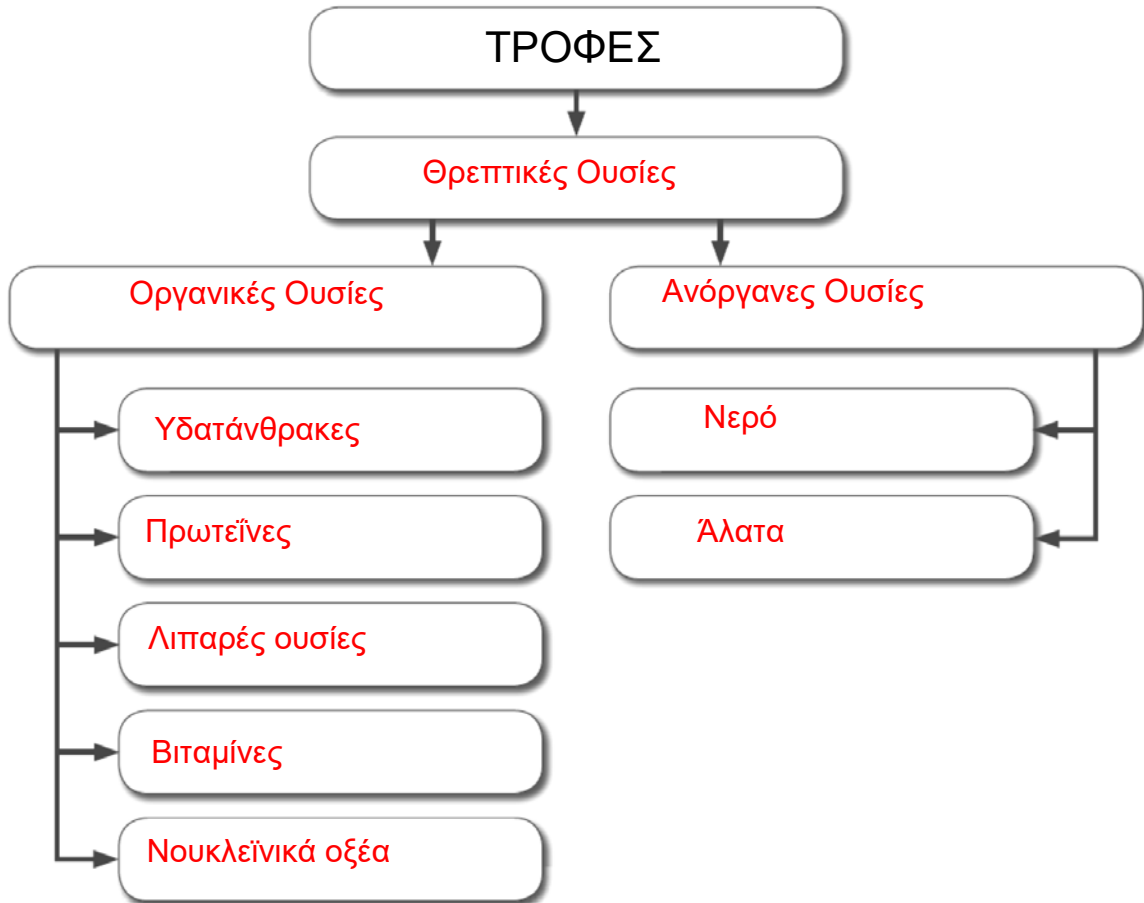 ΤΡΟΦΕΣ
Θρεπτικές Ουσίες
Οργανικές Ουσίες
Ανόργανες Ουσίες
Υδατάνθρακες
Πρωτεΐνες
Λιπαρές ουσίες
Βιταμίνες
Νουκλεϊνικά οξέα
Νερό
Άλατα